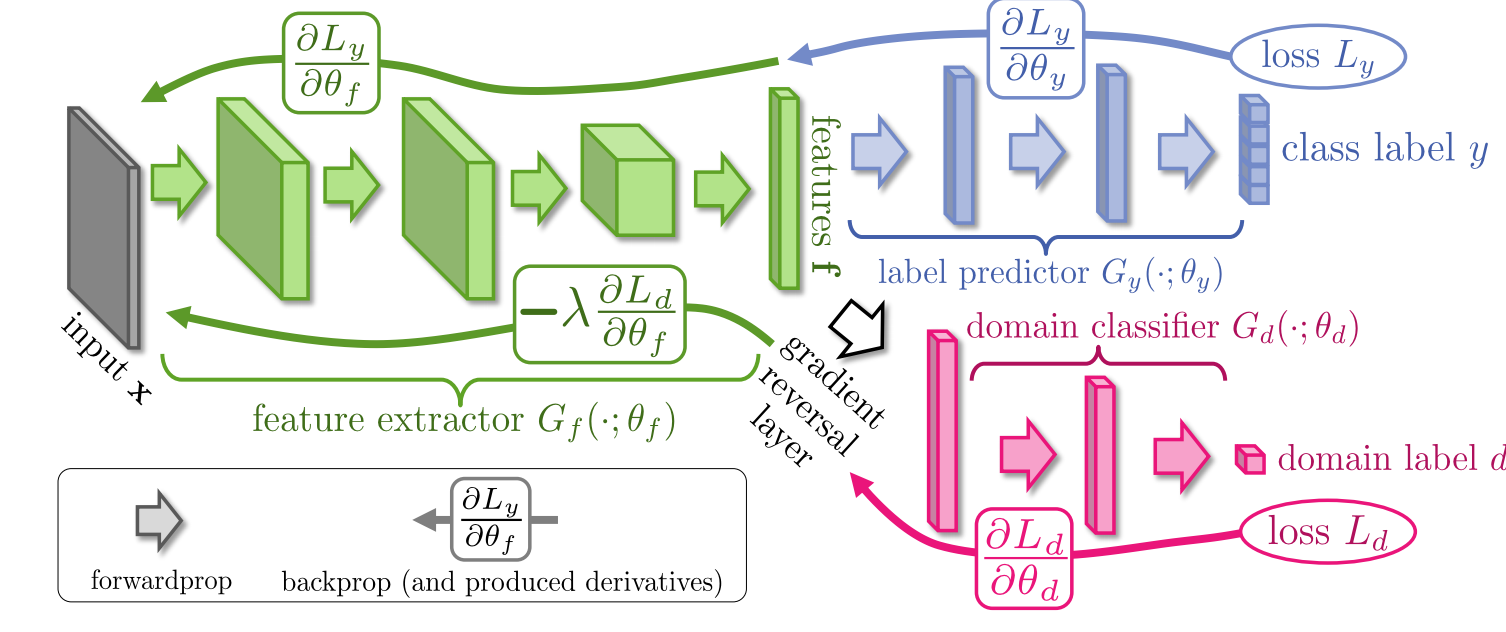 ∂L_y
∂θ_f
∂L_y
∂θ_y
loss L_y
features f
class label y
label predictor G_y(·; θ_y)
input x
−λ ∂L_d
∂θ_f
feature extractor G_f(·; θ_f)
gradient
reversal
layer
domain classifier G_d(·; θ_d)
domain label d
loss L_d
∂L_d
∂θ_d
forwardprop
∂L_y
∂θ_f
backprop (and produced derivatives)